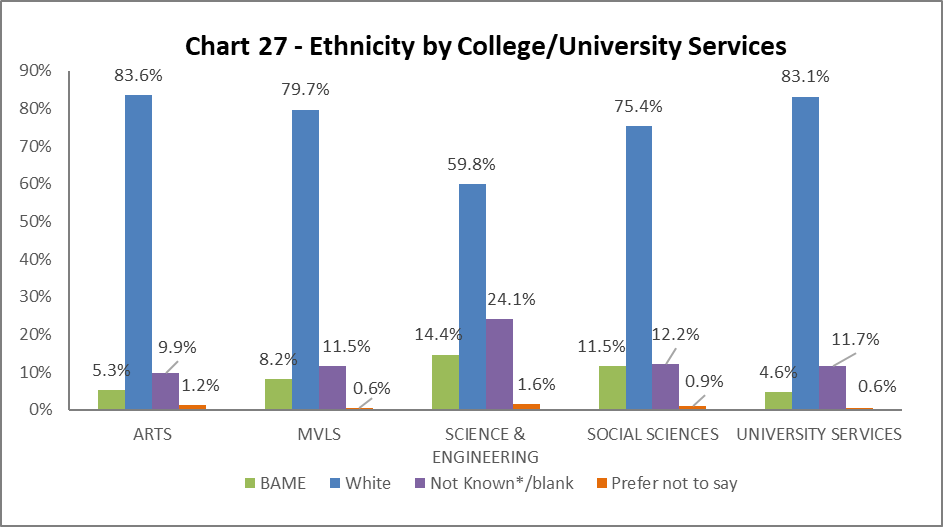 Chart 27 - Ethnicity by College/University Services
90%
80%
70%
60%
50%
40%
30%
20%
10%
0%
83.6%
79.7%
59.8%
75.4%
83.1%
5.3%
9.9%
1.2%
8.2%
11.5%
0.6%
14.4%
24.1%
1.6%
11.5%
12.2%
0.9%
4.6%
11.7%
0.6%
ARTS
MVLS
SCIENCE &
ENGINEERING
SOCIAL SCIENCES
UNIVERSITY SERVICES
BAME
White
Not Known*/blank
Prefer not to say